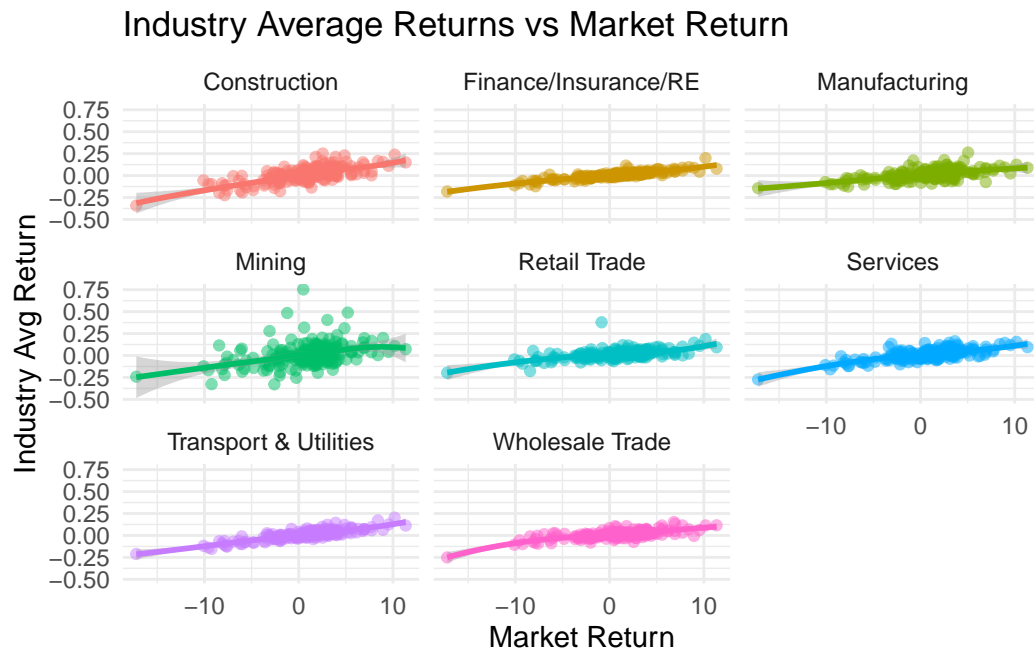 Industry Average Returns vs Market Return
Construction
Finance/Insurance/RE
Manufacturing
0.75
0.50
0.25
0.00
−0.25
−0.50
Mining
Retail Trade
Services
0.75
0.50
0.25
0.00
−0.25
−0.50
−10 0 10
Transport & Utilities
Wholesale Trade
0.75
0.50
0.25
0.00
−0.25
−0.50
−10 0 10
−10 0 10
Market Return
Industry Avg Return